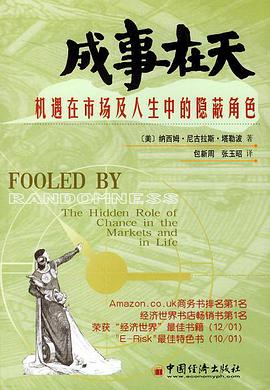 成事在天
机遇在市场及人生中的隐蔽角色
〔美〕纳西姆·尼古拉斯·塔勒波 著
包新周 张玉昭 译
FOOLED BY
RANDOMNESS
The Hidden Role of
Chance in the
Markets and
in Life
Amazon.co.uk商务书排名第1名
经济世界书店畅销书第1名
荣获“经济世界”最佳书籍（12/01）
"E-Risk"最佳特色书（10/01）
中国经济出版社
www.economyph.com